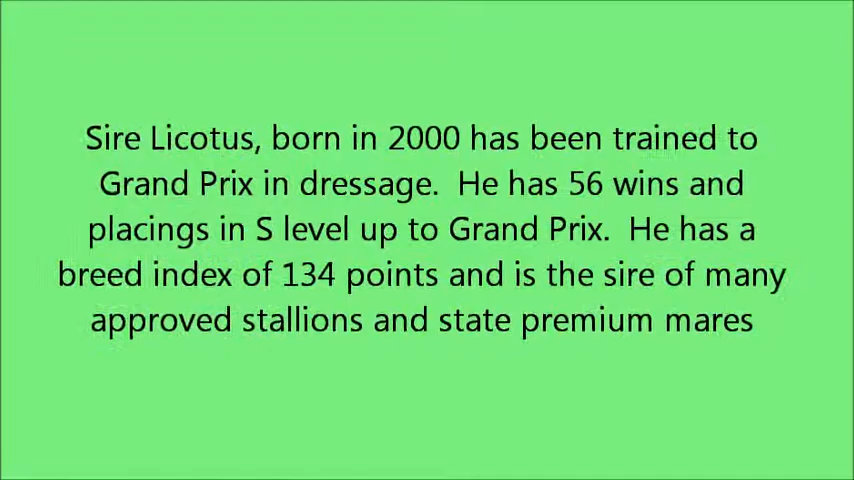 Sire Licotus, born in 2000 has been trained to
Grand Prix in dressage.  He has 56 wins and
placings in S level up to Grand Prix.  He has a
breed index of 134 points and is the sire of many
approved stallions and state premium mares